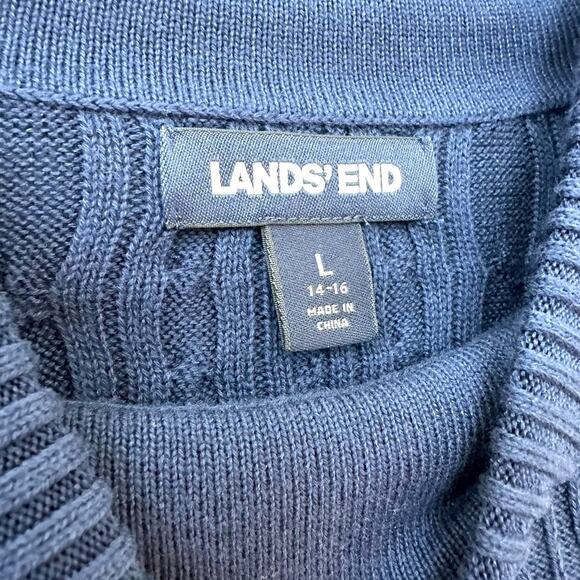 LANDS' END
L
14-16
MADE IN
CHINA